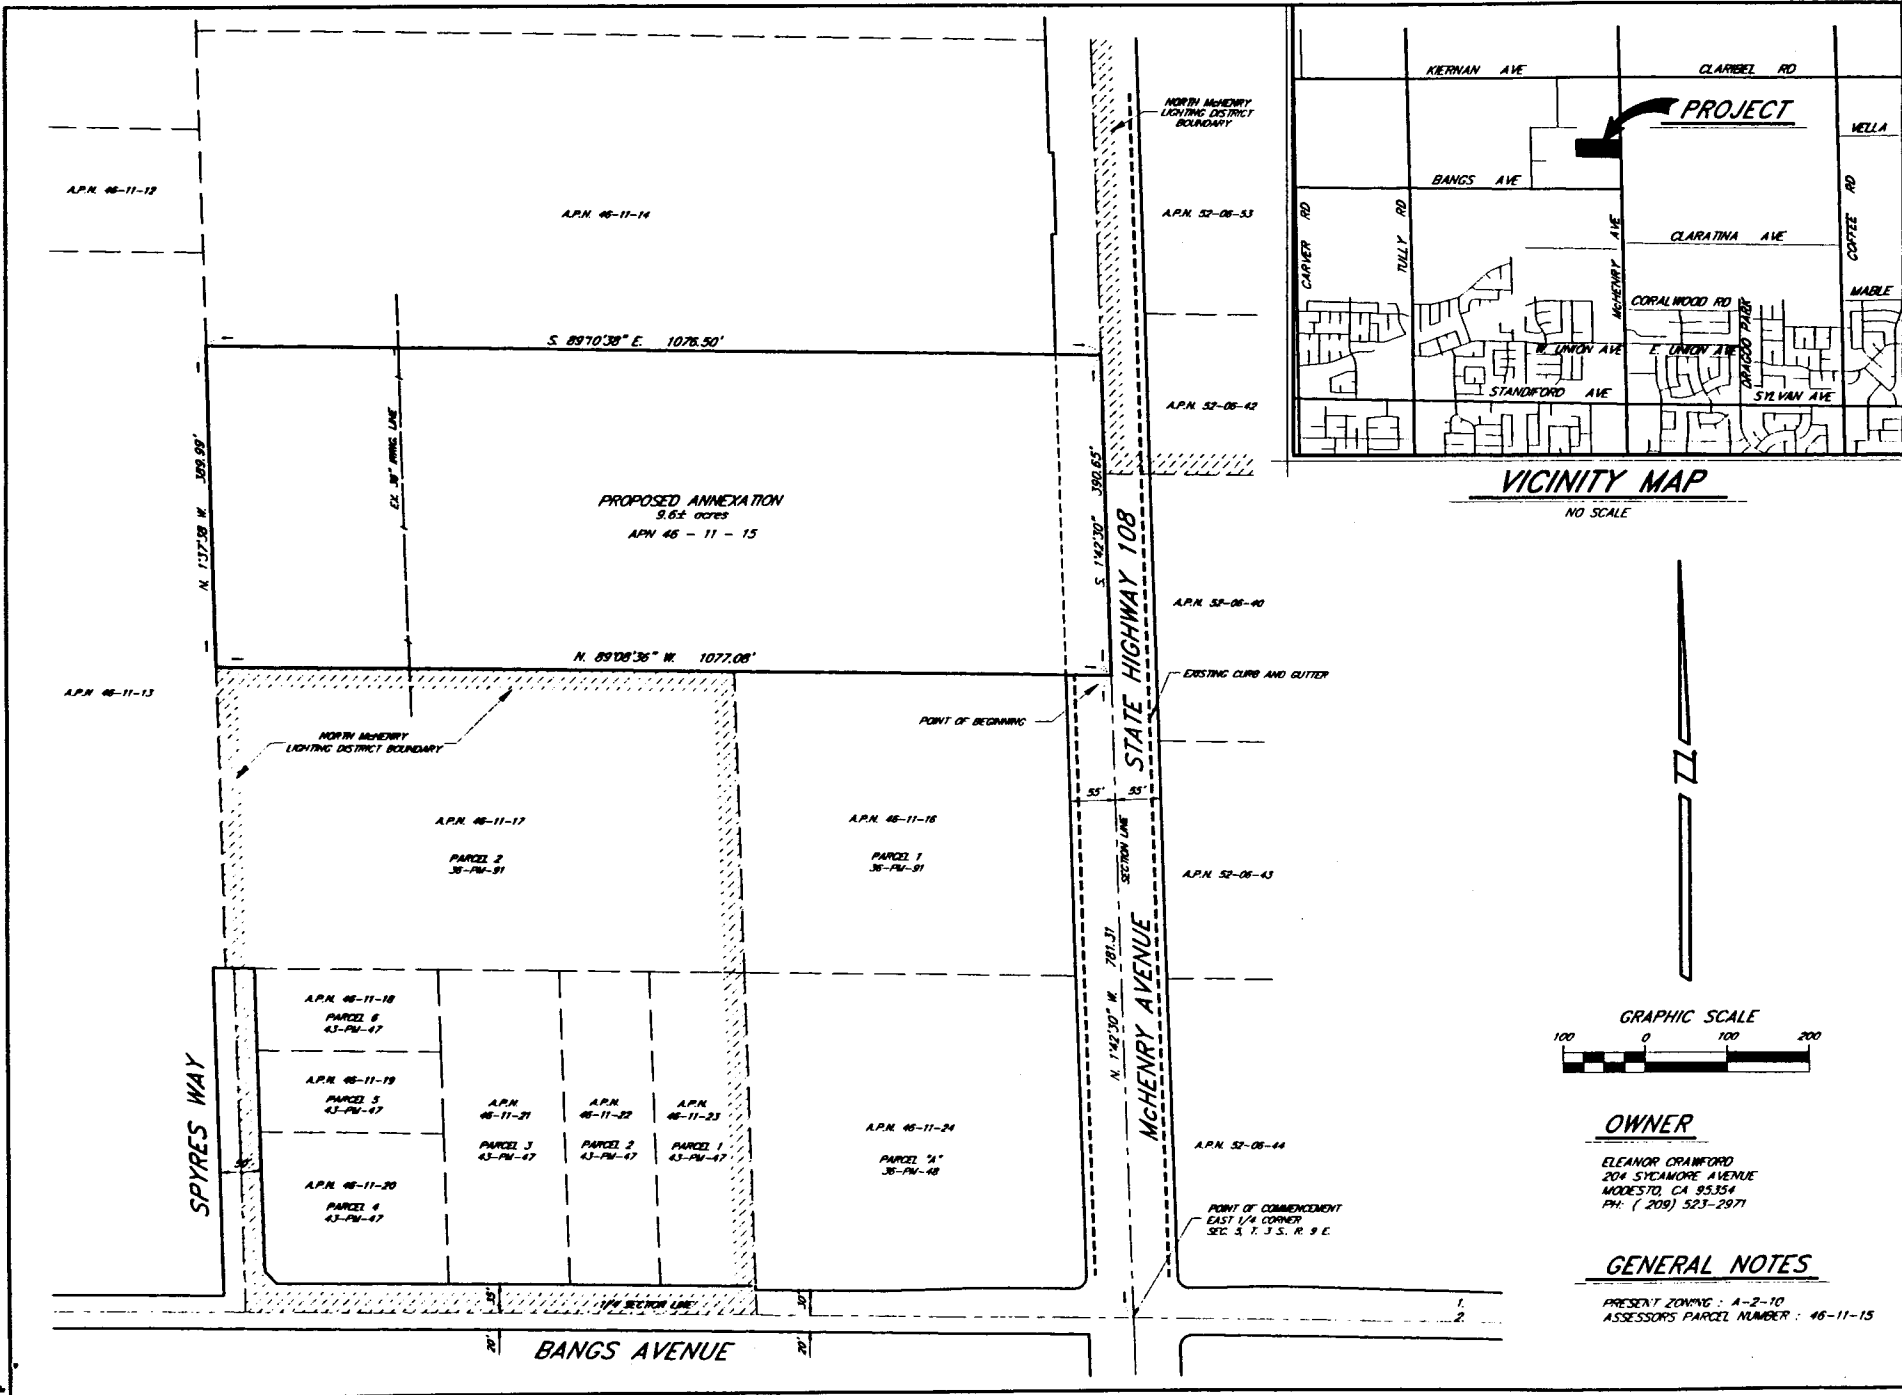 NORTH McHENRY
LIGHTING DISTRICT
BOUNDARY
A.P.N. 46-11-12
A.P.N. 46-11-14
A.P.N. 52-06-53
S. 89°10'38" E. 1076.50'
A.P.N. 52-06-42
N. 1°37'38 W. 389.99'
S. 1°42'30" 390.65'
PROPOSED ANNEXATION
9.6± acres
APN 46 - 11 - 15
STATE HIGHWAY 108
A.P.N. 52-06-40
N. 89°08'36" W. 1077.08'
A.P.N. 46-11-13
EXISTING CURB AND GUTTER
POINT OF BEGINNING
NORTH McHENRY
LIGHTING DISTRICT BOUNDARY
55' 55'
A.P.N. 46-11-17
PARCEL 2
36-PM-91
A.P.N. 46-11-16
PARCEL 1
36-PM-91
SECTION LINE
A.P.N. 52-06-43
N. 1°42'30" W. 781.31
McHENRY AVENUE
A.P.N. 46-11-18
PARCEL 6
43-PM-47
A.P.N. 46-11-19
PARCEL 5
43-PM-47
A.P.N. 46-11-20
PARCEL 4
43-PM-47
A.P.N.
46-11-21
PARCEL 3
43-PM-47
A.P.N.
46-11-22
PARCEL 2
43-PM-47
A.P.N.
46-11-23
PARCEL 1
43-PM-47
A.P.N. 46-11-24
PARCEL "A"
36-PM-48
A.P.N. 52-06-44
SPYRES WAY
POINT OF COMMENCEMENT
EAST 1/4 CORNER
SEC. 5, T. 3 S., R. 9 E.
1/4 SECTION LINE
30'
20'
20'
BANGS AVENUE
1.
2.
KIERNAN AVE
CLARIBEL RD
PROJECT
VELLA
BANGS AVE
CARVER RD
TULLY RD
McHENRY AVE
COFFEE RD
CLARATINA AVE
CORALWOOD RD
MABLE
DRAGOO PARK
W. UNION AVE
E. UNION AVE
STANDIFORD AVE
SYLVAN AVE
VICINITY MAP
NO SCALE
GRAPHIC SCALE
100 0 100 200
OWNER
ELEANOR CRAWFORD
204 SYCAMORE AVENUE
MODESTO, CA 95354
PH: ( 209) 523-2971
GENERAL NOTES
PRESENT ZONING : A-2-10
ASSESSORS PARCEL NUMBER : 46-11-15